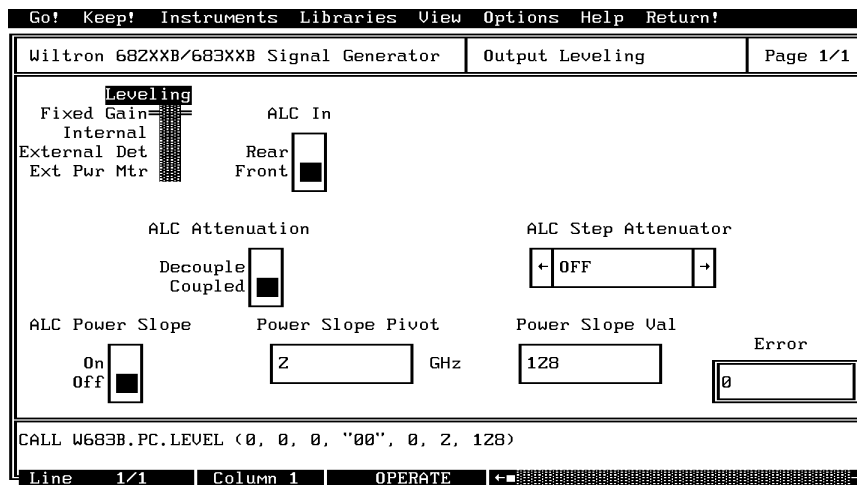 Go! Keep! Instruments Libraries View Options Help Return!
Wiltron 682XXB/683XXB Signal Generator Output Leveling Page 1/1
Leveling
Fixed Gain
Internal
External Det
Ext Pwr Mtr
ALC In
Rear
Front
ALC Attenuation
Decouple
Coupled
ALC Step Attenuator
← OFF →
ALC Power Slope
On
Off
Power Slope Pivot
2 GHz
Power Slope Val
128
Error
0
CALL W683B.PC.LEVEL (0, 0, 0, "00", 0, 2, 128)
Line 1/1 Column 1 OPERATE ←